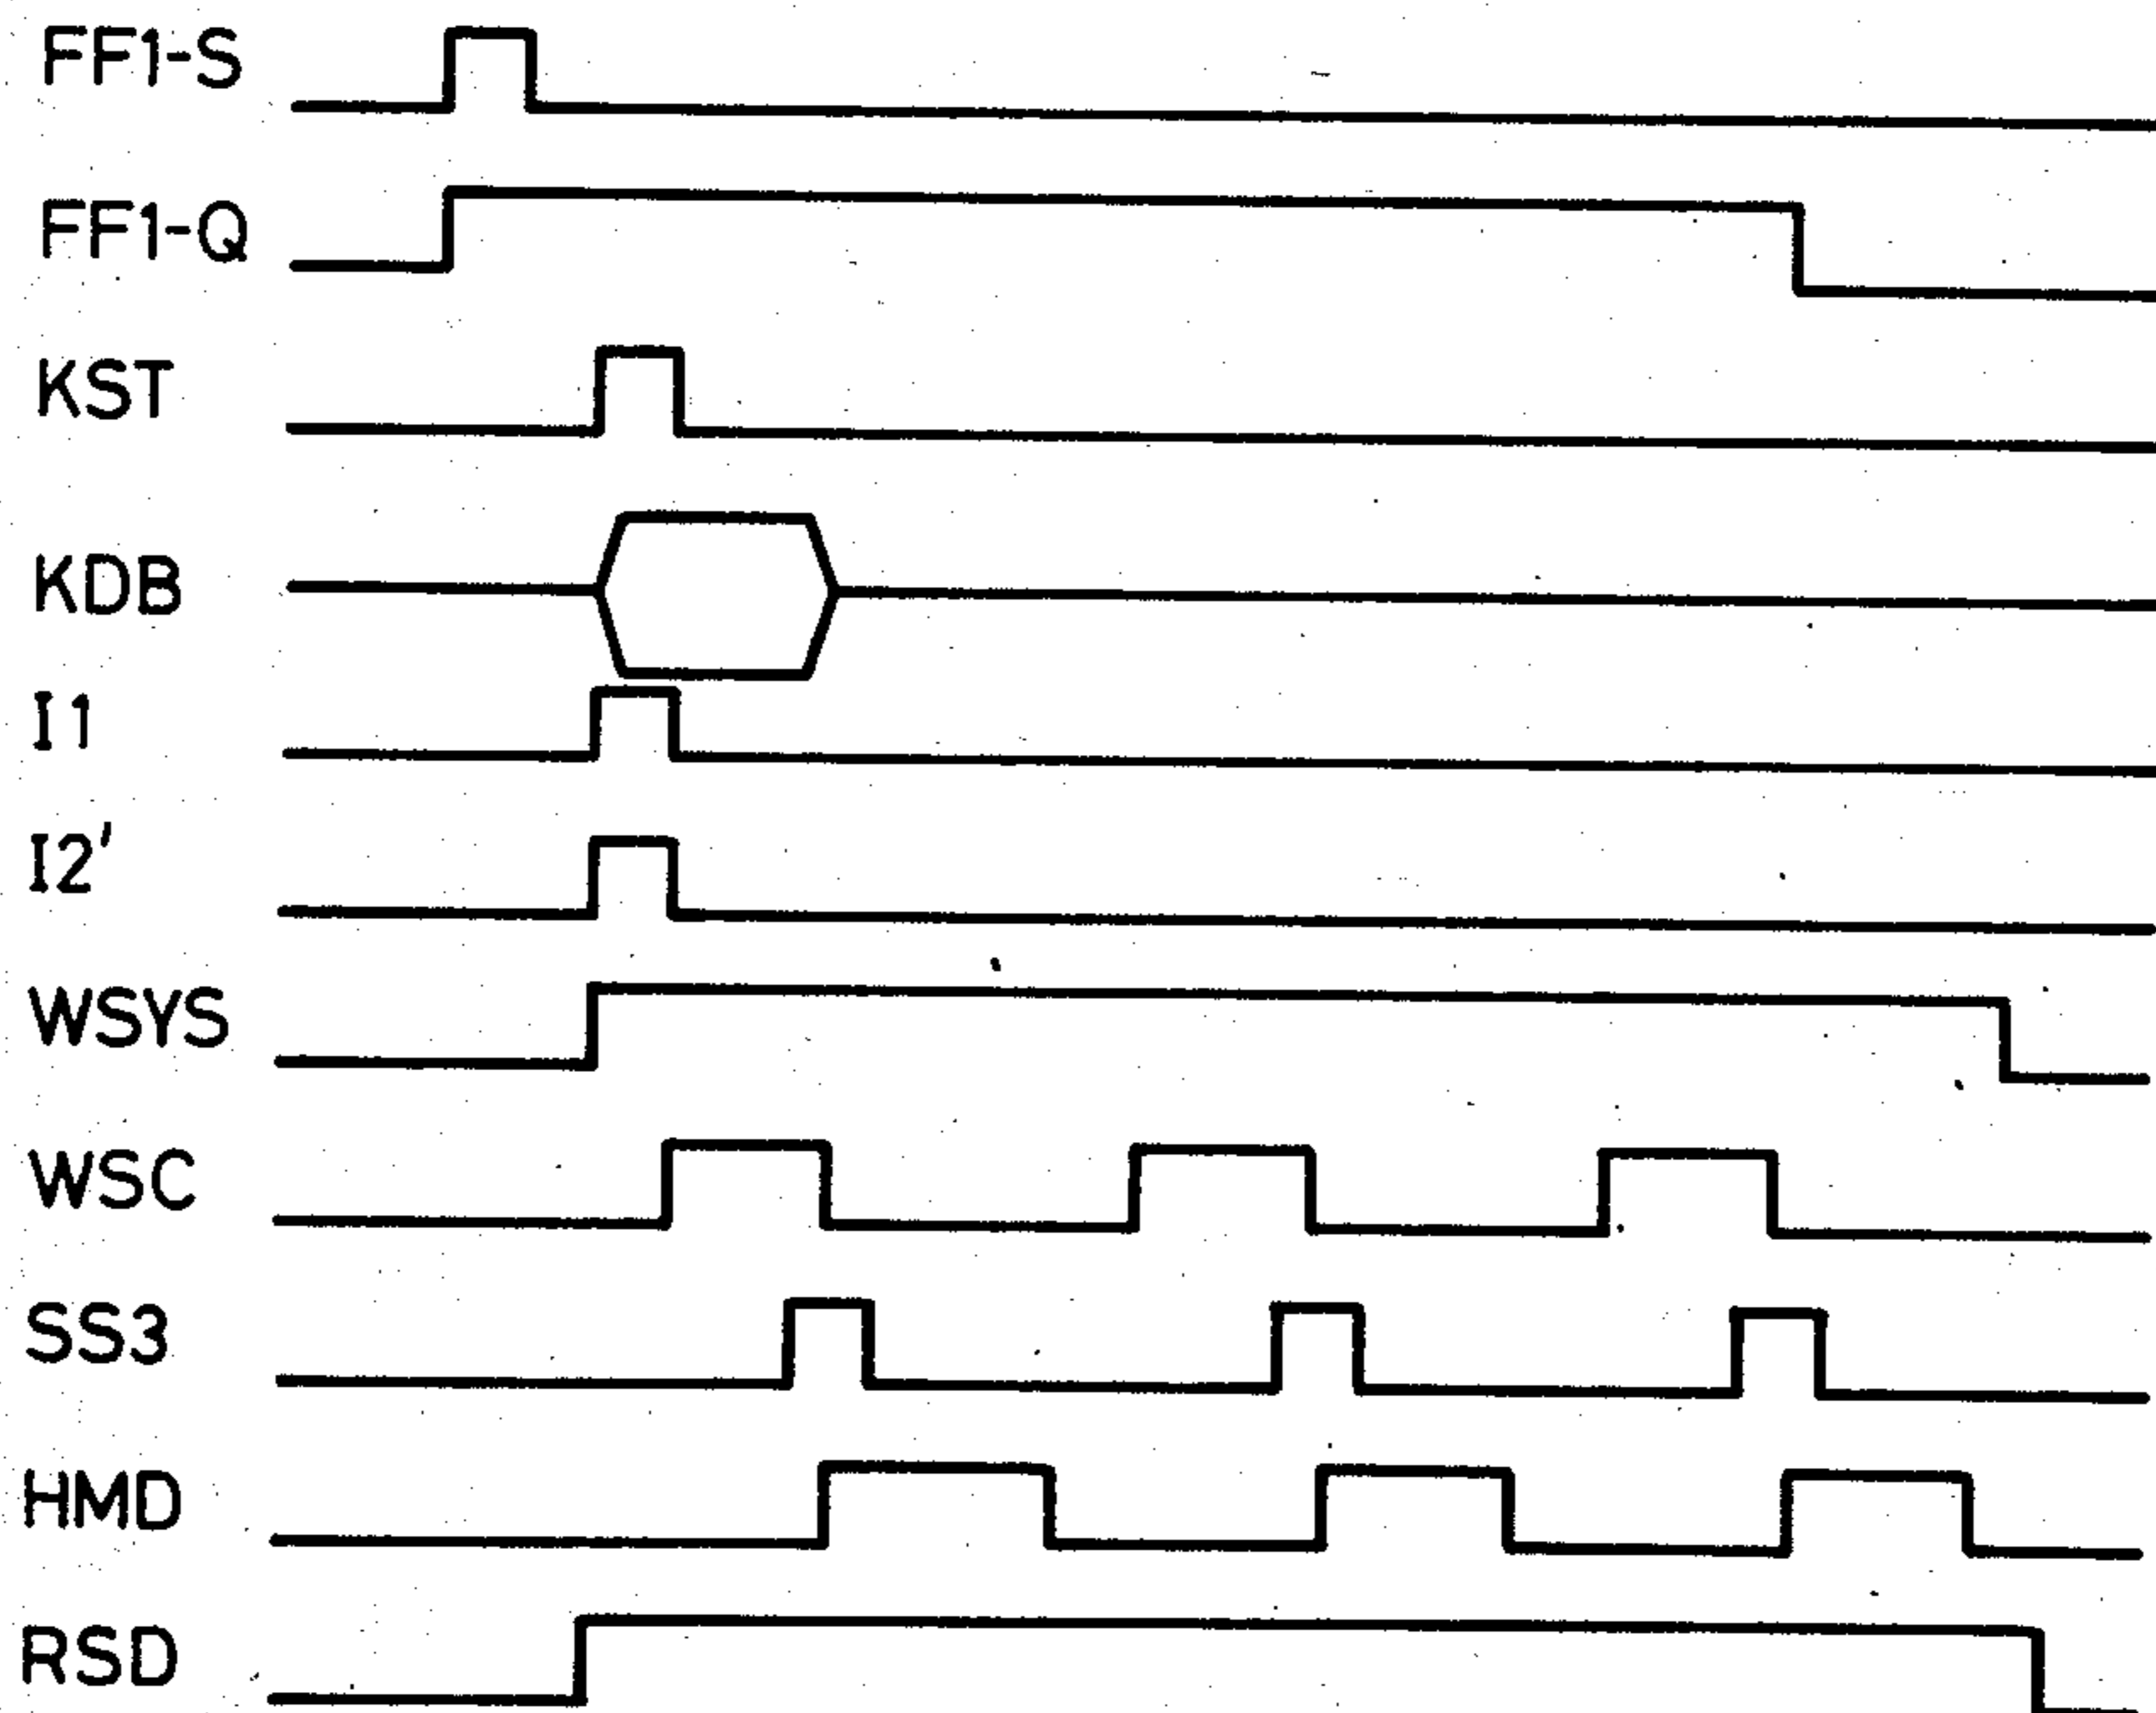 FF1-S
FF1-Q
KST
KDB
I1
I2'
WSYS
WSC
SS3
HMD
RSD